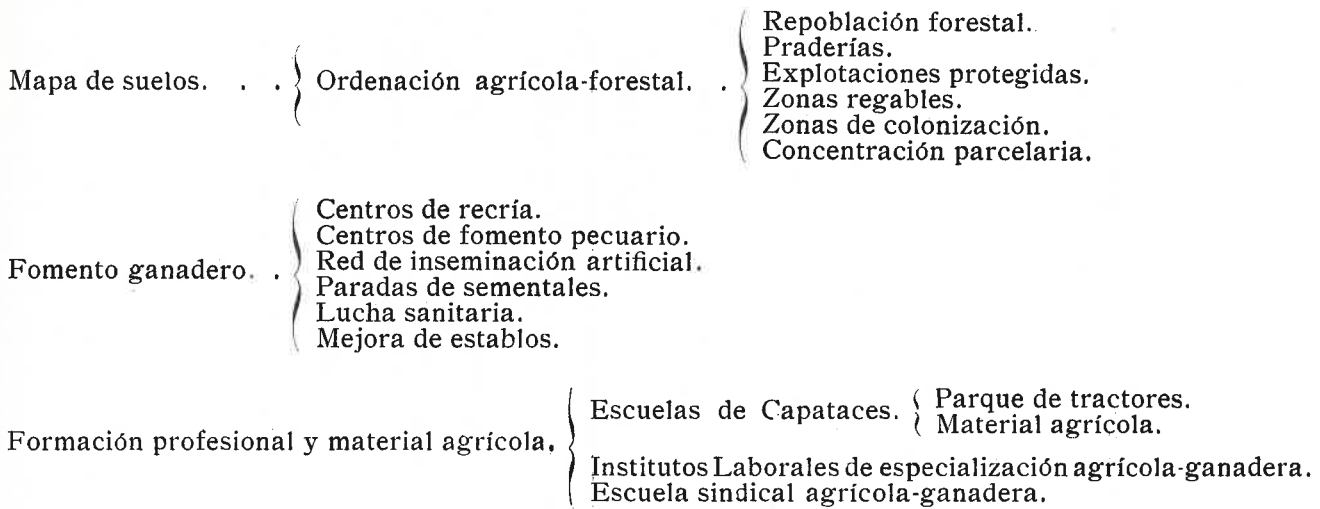 Repoblación forestal.
Praderías.
Mapa de suelos. . . Ordenación agrícola-forestal. . Explotaciones protegidas.
Zonas regables.
Zonas de colonización.
Concentración parcelaria.
Centros de recría.
Centros de fomento pecuario.
Fomento ganadero. . Red de inseminación artificial.
Paradas de sementales.
Lucha sanitaria.
Mejora de establos.
Escuelas de Capataces. Parque de tractores.
Material agrícola.
Formación profesional y material agrícola.
Institutos Laborales de especialización agrícola-ganadera.
Escuela sindical agrícola-ganadera.